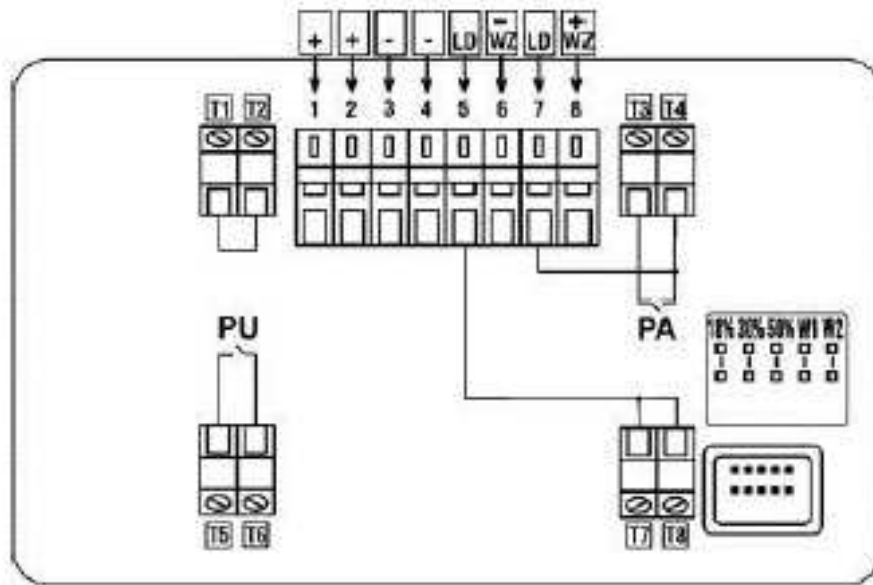 + + - - LD - WZ LD + WZ
1 2 3 4 5 6 7 8
T1 T2 T3 T4
PU PA
10% 30% 50% W1 W2
T5 T6 T7 T8